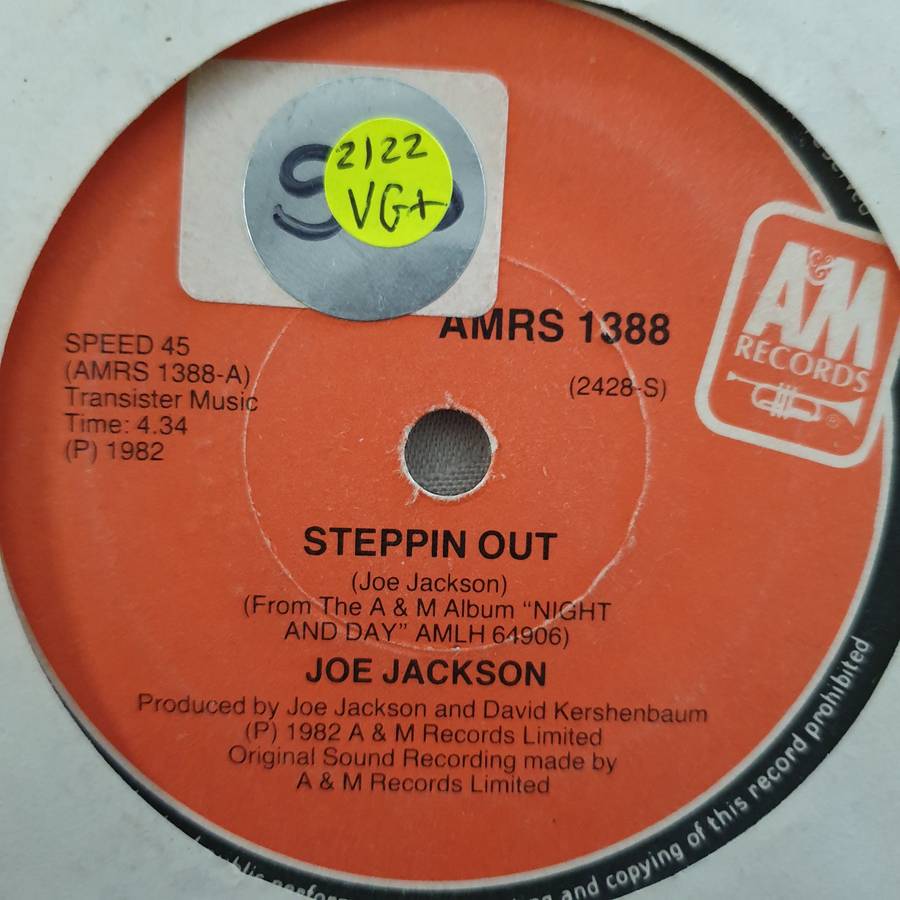 2122
VG+
AMRS 1388
(2428-S)
A&M
RECORDS
®
SPEED 45
(AMRS 1388-A)
Transister Music
Time: 4.34
(P) 1982
STEPPIN OUT
(Joe Jackson)
(From The A & M Album “NIGHT
AND DAY” AMLH 64906)
JOE JACKSON
Produced by Joe Jackson and David Kershenbaum
(P) 1982 A & M Records Limited
Original Sound Recording made by
A & M Records Limited
and copying of this record prohibited